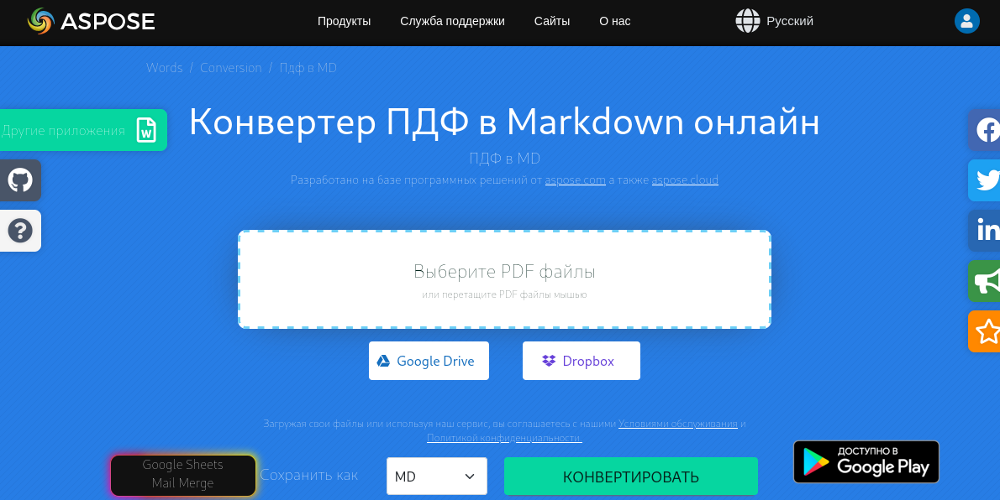 ASPOSE
Продукты
Служба поддержки
Сайты
О нас
Русский
Words / Conversion / Пдф в MD
Другие приложения
W
Конвертер ПДФ в Markdown онлайн
ПДФ в MD
Разработано на базе программных решений от aspose.com а также aspose.cloud
Выберите PDF файлы
или перетащите PDF файлы мышью
Google Drive
Dropbox
Загружая свои файлы или используя наш сервис, вы соглашаетесь с нашими Условиями обслуживания и
Политикой конфиденциальности.
Google Sheets
Mail Merge
Сохранить как
MD
КОНВЕРТИРОВАТЬ
ДОСТУПНО В
Google Play